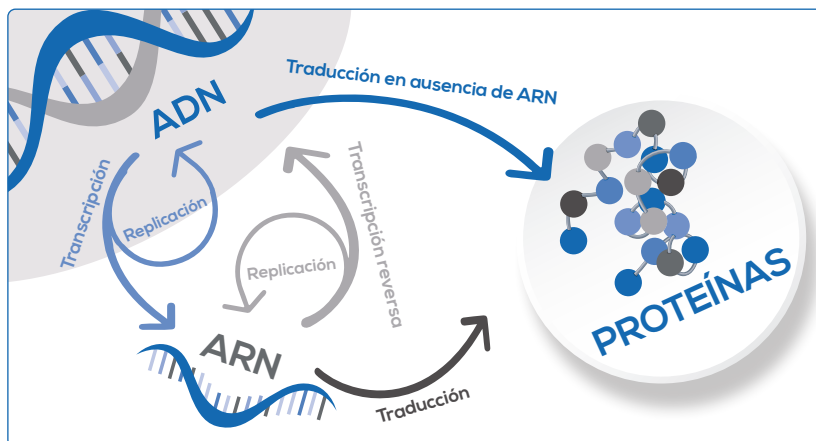 Traducción en ausencia de ARN
ADN
Transcripción
Replicación
Transcripción reversa
Replicación
PROTEÍNAS
ARN
Traducción